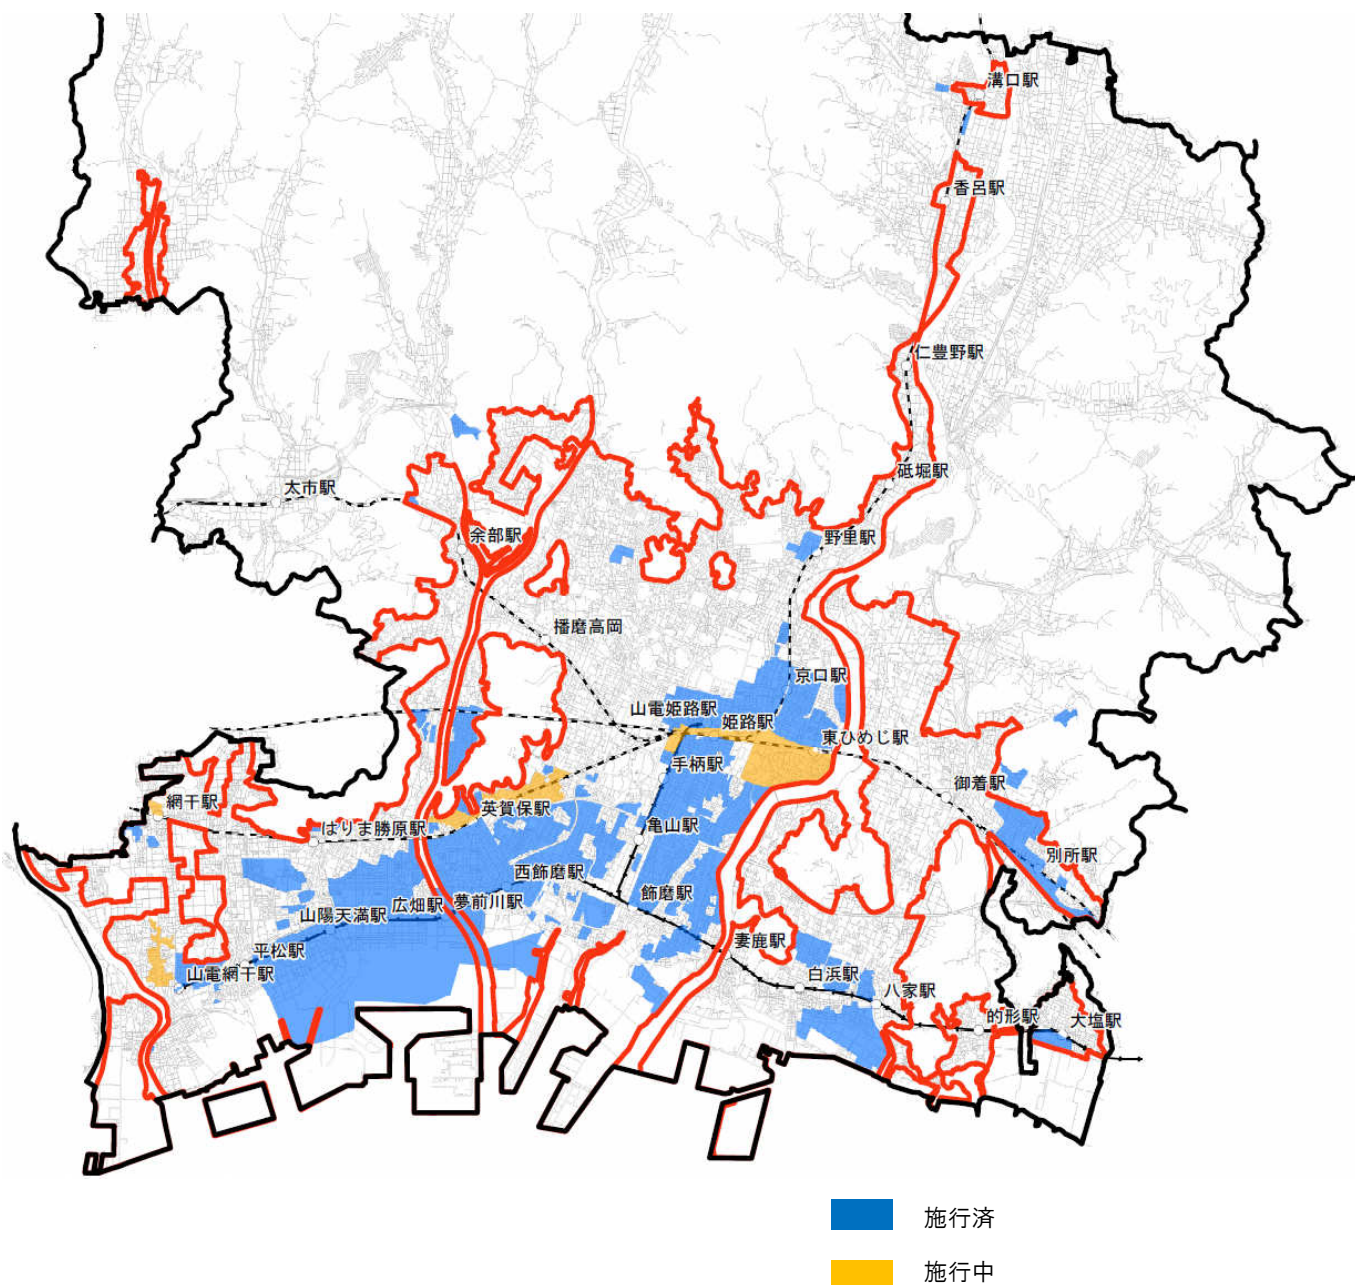 溝口駅
香呂駅
仁豊野駅
砥堀駅
太市駅
余部駅
野里駅
播磨高岡
京口駅
山電姫路駅
姫路駅
東ひめじ駅
手柄駅
御着駅
網干駅
英賀保駅
はりま勝原駅
亀山駅
別所駅
西飾磨駅
飾磨駅
広畑駅
夢前川駅
山陽天満駅
妻鹿駅
平松駅
山電網干駅
白浜駅
八家駅
的形駅
大塩駅
施行済
施行中